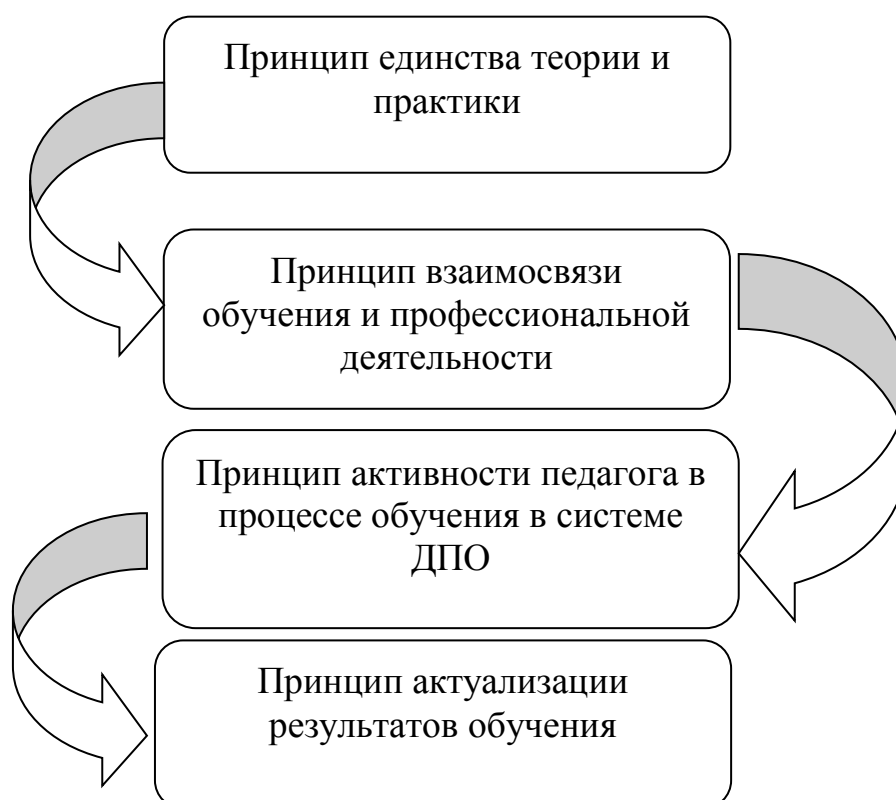 Принцип единства теории и
практики
Принцип взаимосвязи
обучения и профессиональной
деятельности
Принцип активности педагога в
процессе обучения в системе
ДПО
Принцип актуализации
результатов обучения